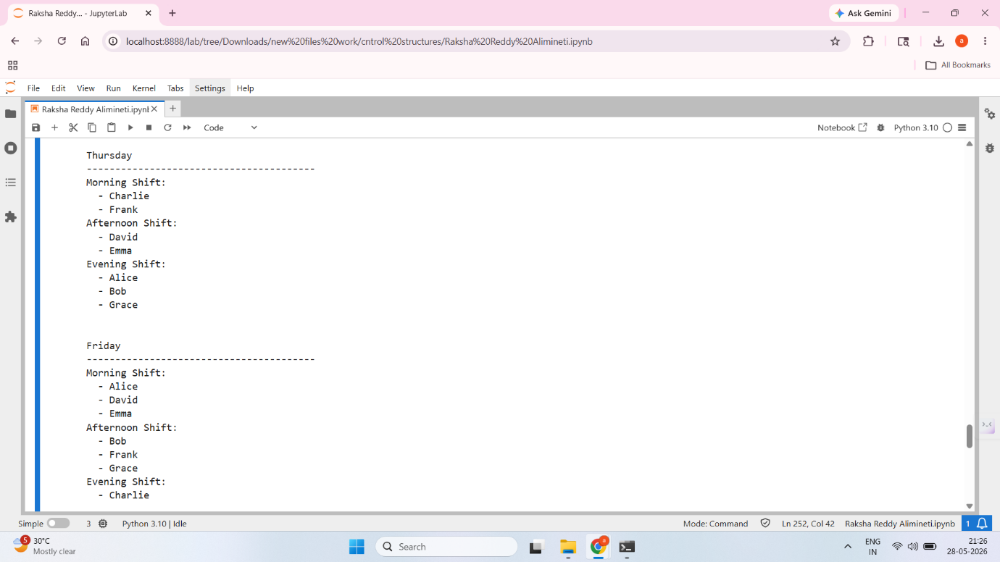 Raksha Reddy... - JupyterLab
Ask Gemini
localhost:8888/lab/tree/Downloads/new%20files%20work/cntrol%20structures/Raksha%20Reddy%20Alimineti.ipynb
a
All Bookmarks
File Edit View Run Kernel Tabs Settings Help
Raksha Reddy Alimineti.ipynb
Code
Notebook
Python 3.10
Thursday
----------------------------------------
Morning Shift:
- Charlie
- Frank
Afternoon Shift:
- David
- Emma
Evening Shift:
- Alice
- Bob
- Grace
Friday
----------------------------------------
Morning Shift:
- Alice
- David
- Emma
Afternoon Shift:
- Bob
- Frank
- Grace
Evening Shift:
- Charlie
Simple 3 Python 3.10 | Idle Mode: Command Ln 252, Col 42 Raksha Reddy Alimineti.ipynb 1
5
30°C
Mostly clear
Search
a
ENG
IN
21:26
28-05-2026